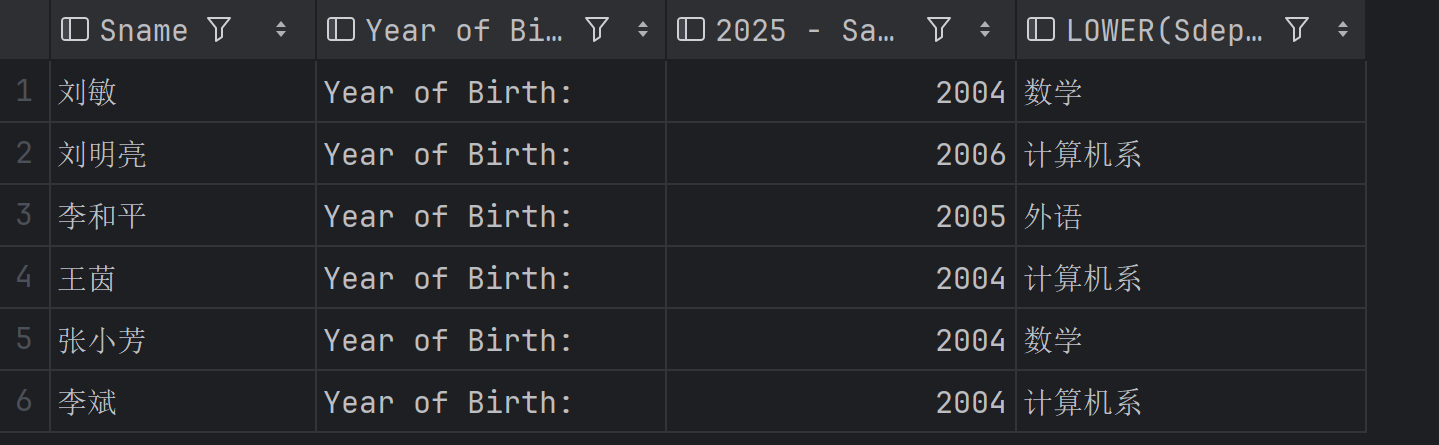 Sname Year of Bi… 2025 - Sa… LOWER(Sdep…
1 刘敏 Year of Birth: 2004 数学
2 刘明亮 Year of Birth: 2006 计算机系
3 李和平 Year of Birth: 2005 外语
4 王茵 Year of Birth: 2004 计算机系
5 张小芳 Year of Birth: 2004 数学
6 李斌 Year of Birth: 2004 计算机系